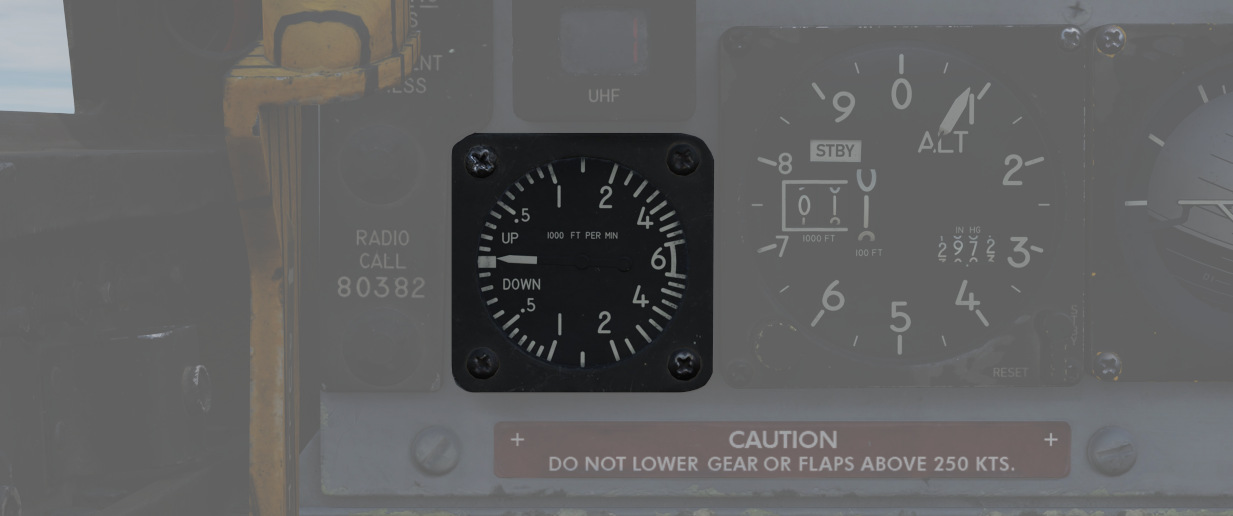 UHF
RADIO
CALL
80382
1 2
.5 4
UP 1000 FT PER MIN
6
DOWN
.5 4
1 2
0
9 1
ALT
STBY
8 2
0 1
1000 FT
100 FT
IN HG
2972
7 3
6 4
5
RESET
CAUTION
DO NOT LOWER GEAR OR FLAPS ABOVE 250 KTS.